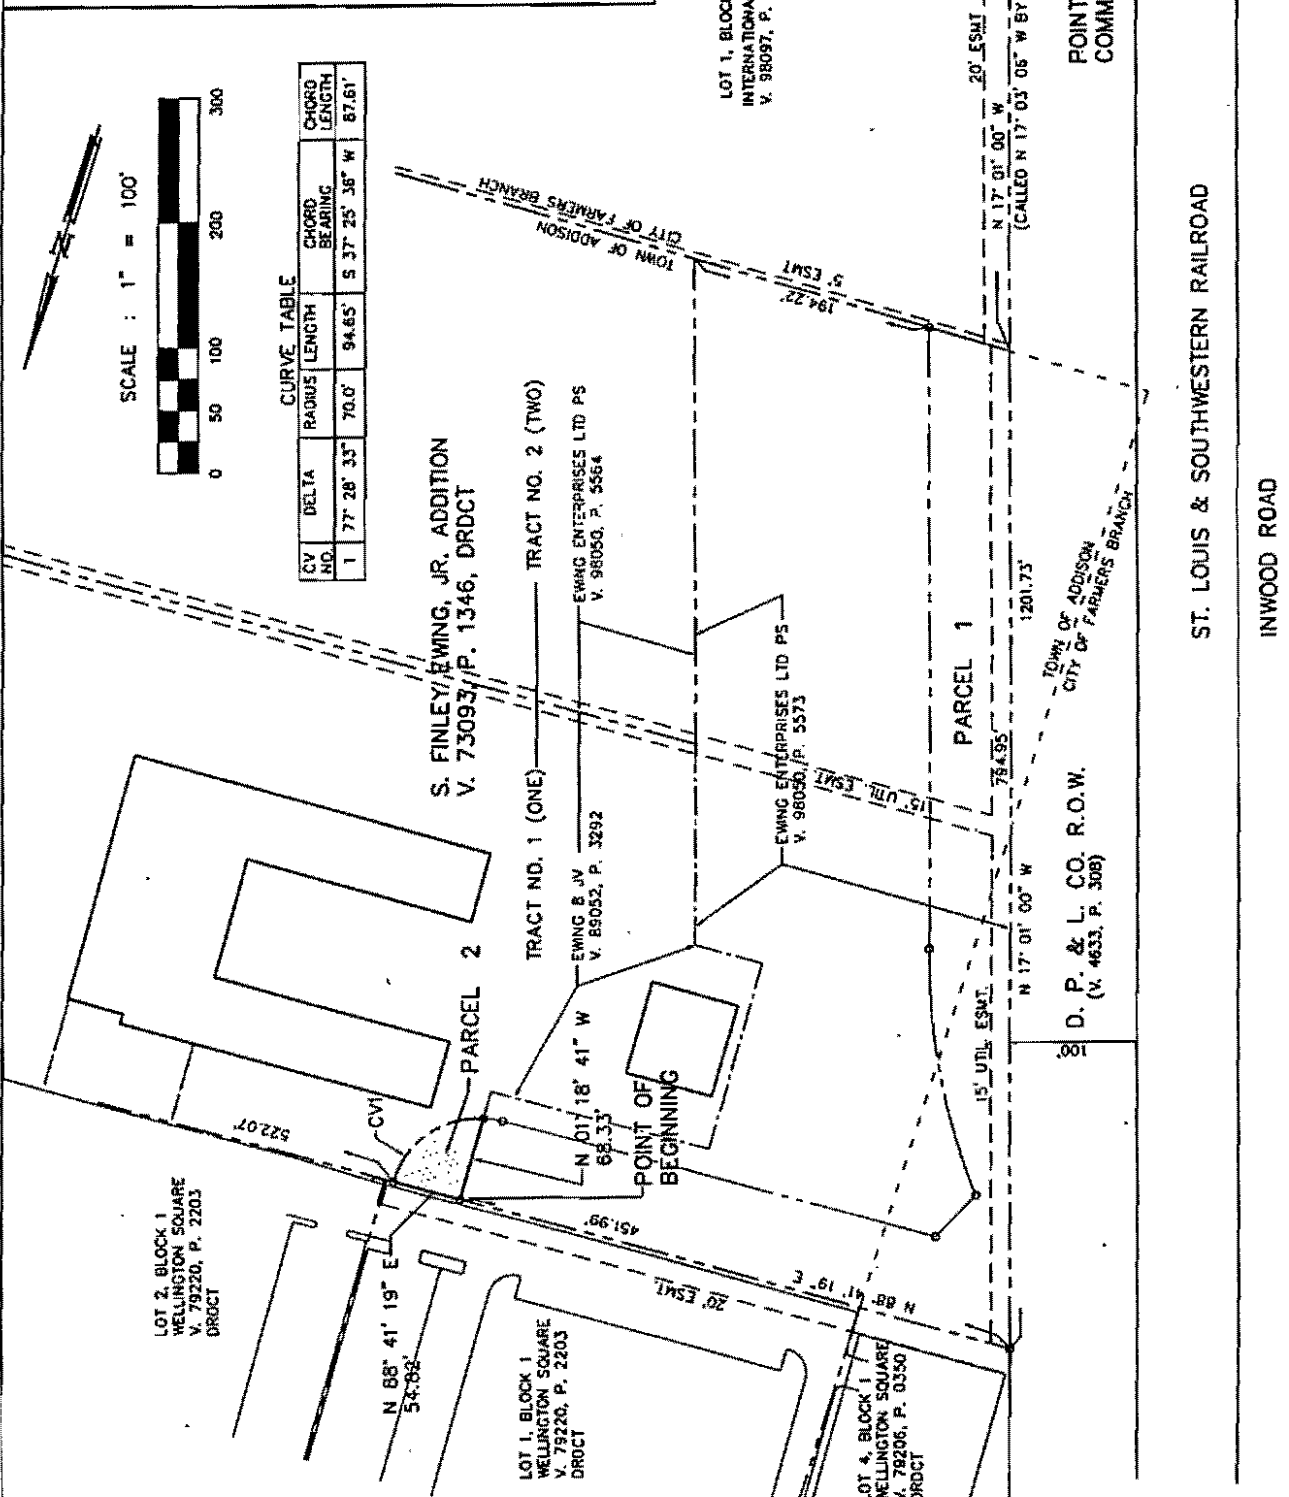 SCALE : 1" = 100'
0 50 100 200 300
CURVE TABLE
CV NO. DELTA RADIUS LENGTH CHORD BEARING CHORD LENGTH
1 77° 28' 33" 70.0' 94.65' S 37° 25' 36" W 87.61'
LOT 1, BLOC
INTERNATIONA
V. 98097, P.
20' ESMT
N 17° 01' 00" W
(CALLED N 17° 03' 06" W BY
POINT
COMM
CITY OF FARMERS BRANCH
TOWN OF ADDISON
5' ESMT
194.22'
S. FINLEY EWING, JR. ADDITION
V. 73093, P. 1346, DRDCT
TRACT NO. 1 (ONE)
TRACT NO. 2 (TWO)
EWING B JV
V. 89052, P. 3292
EWING ENTERPRISES LTD PS
V. 98050, P. 5564
EWING ENTERPRISES LTD PS
V. 98050, P. 5573
15' UTIL ESMT
PARCEL 1
1201.73'
794.95'
TOWN OF ADDISON
CITY OF FARMERS BRANCH
N 17° 01' 00" W
D. P. & L. CO. R.O.W.
(V. 4633, P. 308)
100'
15' UTIL ESMT.
ST. LOUIS & SOUTHWESTERN RAILROAD
INWOOD ROAD
PARCEL 2
CV1
522.07'
N 01° 18' 41" W
68.33'
POINT OF
BEGINNING
451.99'
N 88° 41' 19" E
20' ESMT.
N 88° 41' 19" E
54.82'
LOT 2, BLOCK 1
WELLINGTON SQUARE
V. 79220, P. 2203
DRDCT
LOT 1, BLOCK 1
WELLINGTON SQUARE
V. 79220, P. 2203
DRDCT
OT 4, BLOCK 1
WELLINGTON SQUARE
V. 79206, P. 0350
DRDCT